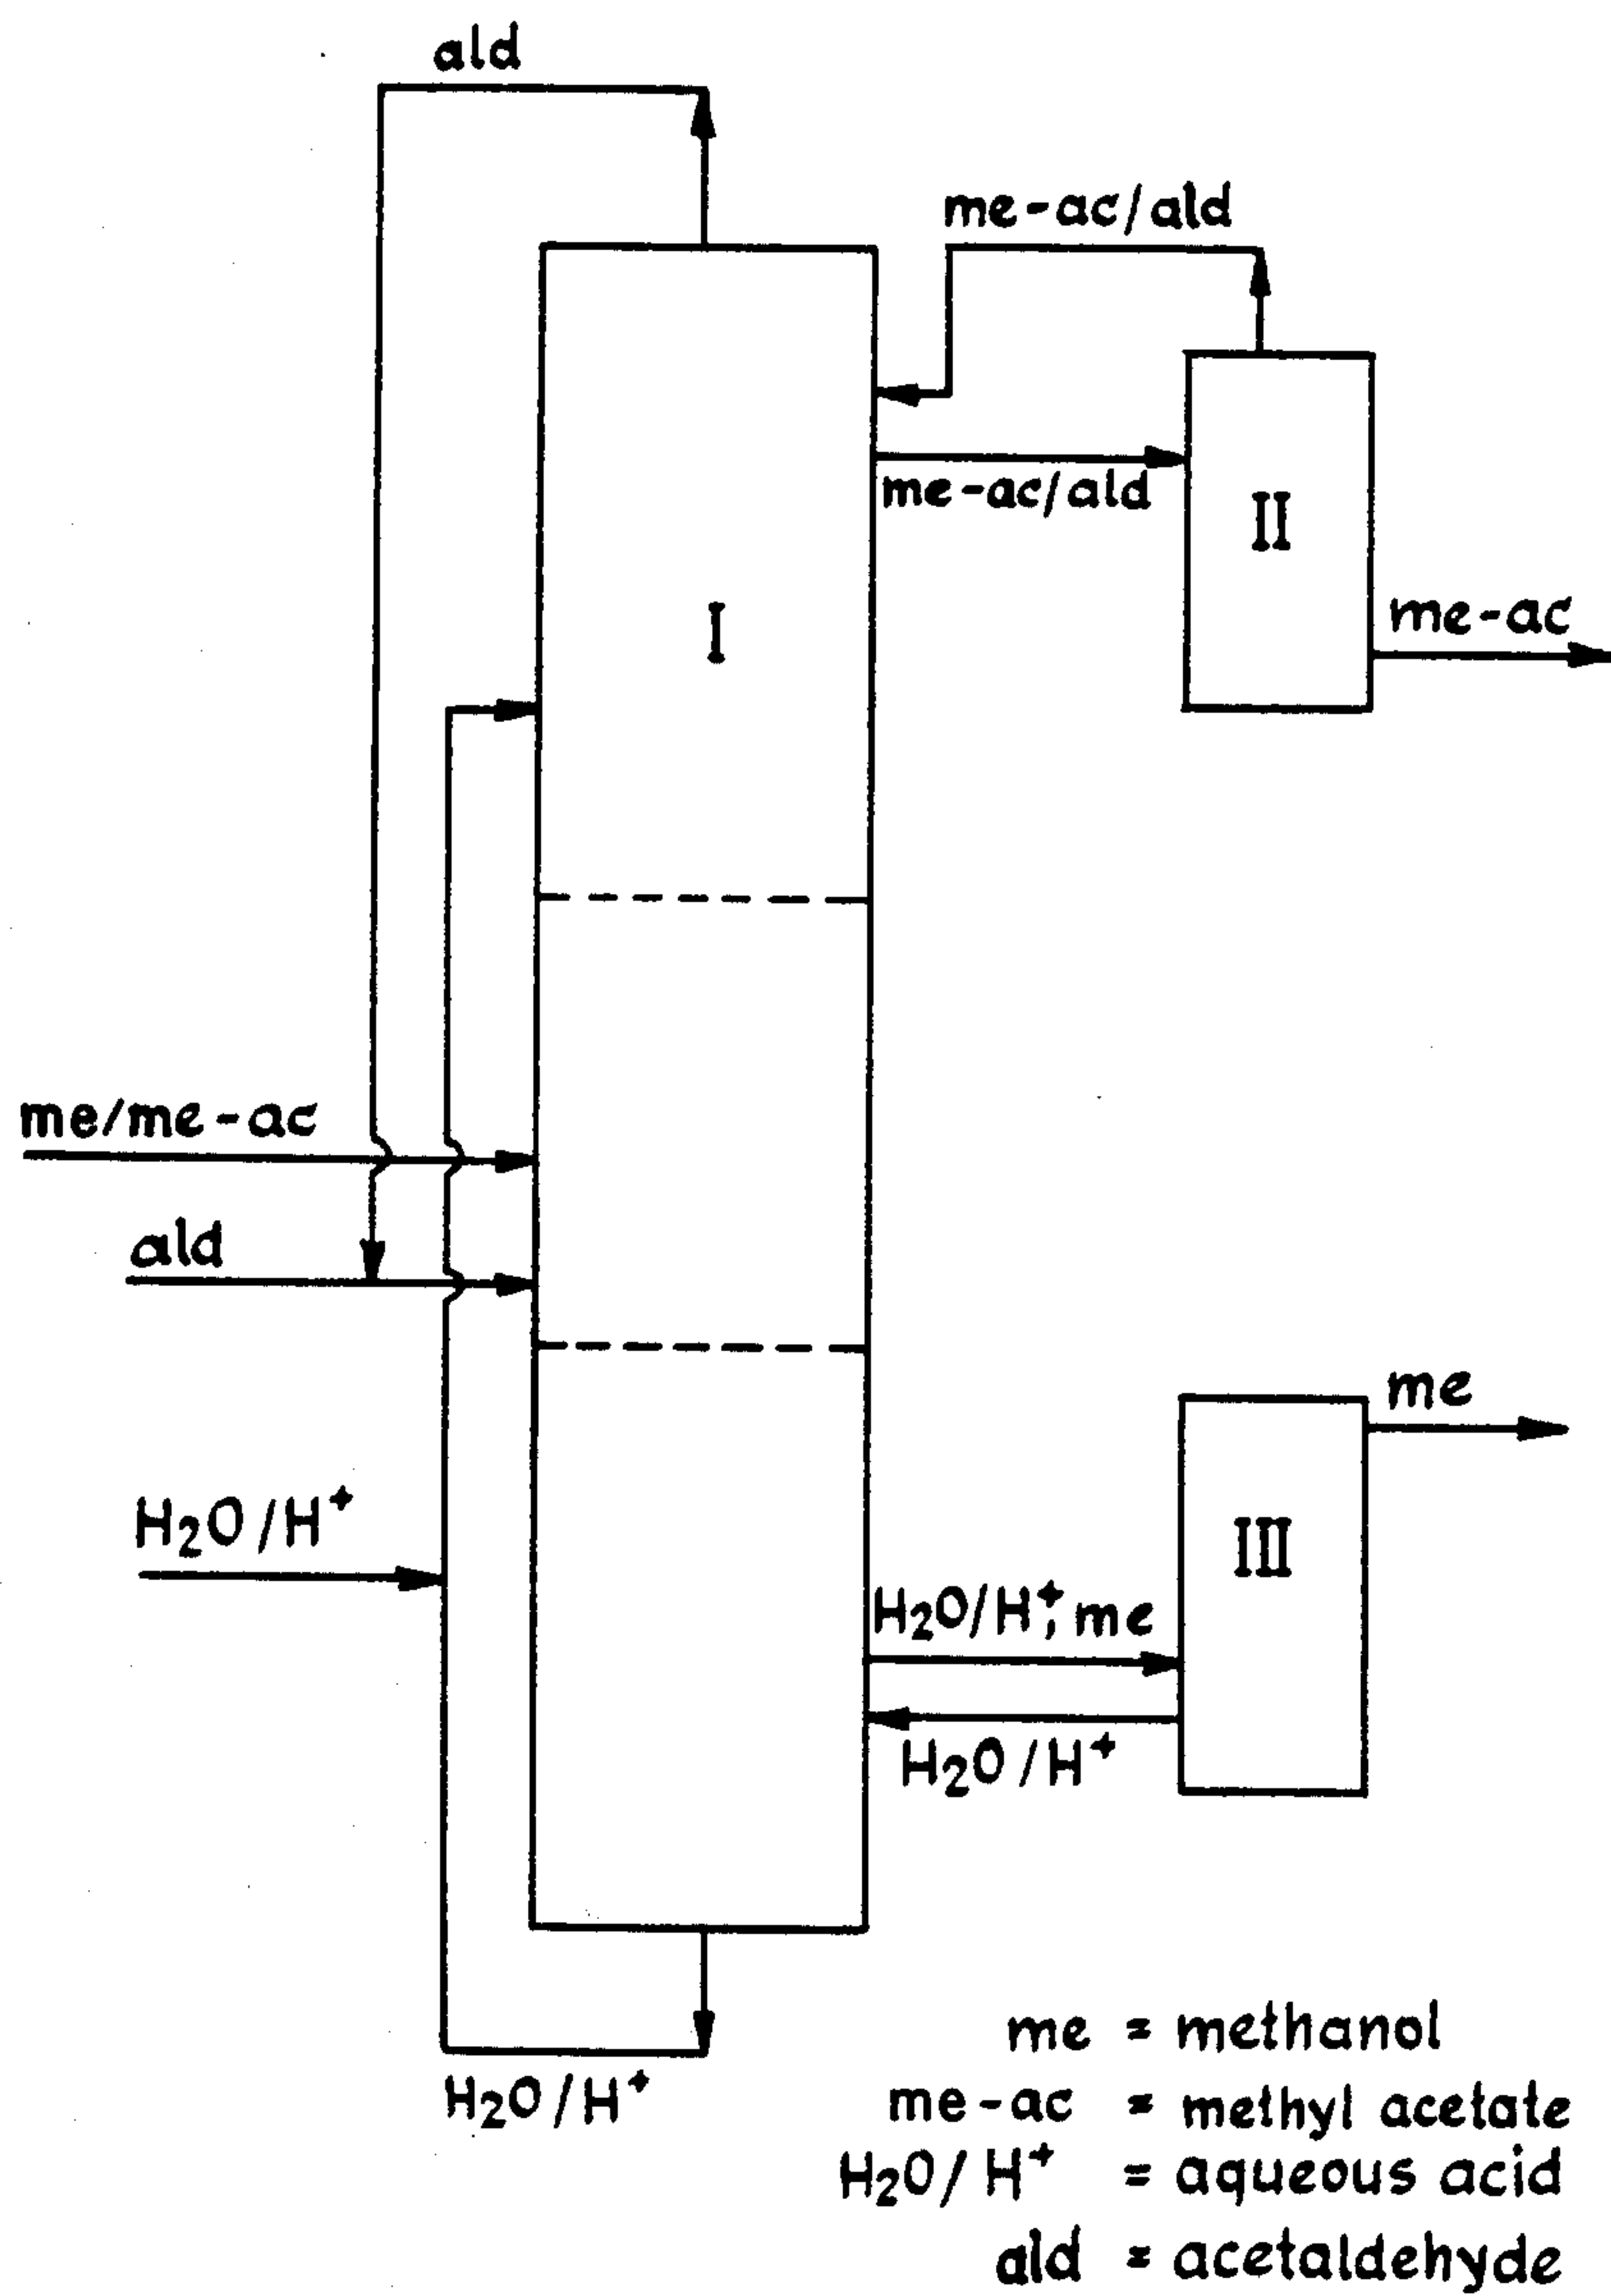 ald
me-ac/ald
me-ac/ald
II
me-ac
I
me/me-ac
ald
me
H₂O/H⁺
III
H₂O/H⁺, me
H₂O/H⁺
H₂O/H⁺
me = methanol
me-ac = methyl acetate
H₂O/H⁺ = aqueous acid
ald = acetaldehyde